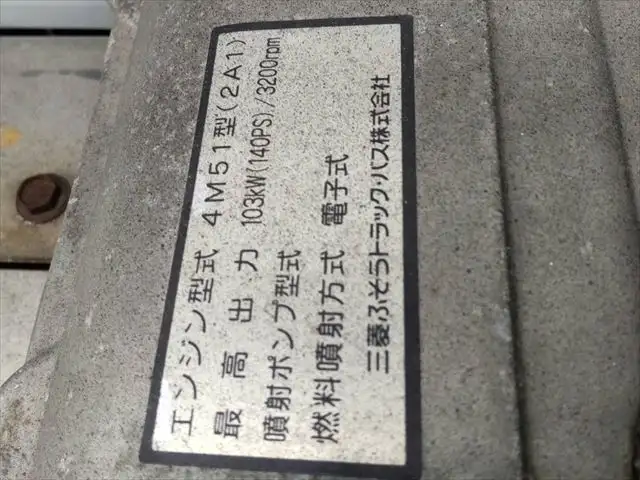 エンジン型式 4M51型(2A1)
最高出力 103kW(140PS)/3200rpm
噴射ポンプ型式
燃料噴射方式 電子式
三菱ふそうトラック・バス株式会社